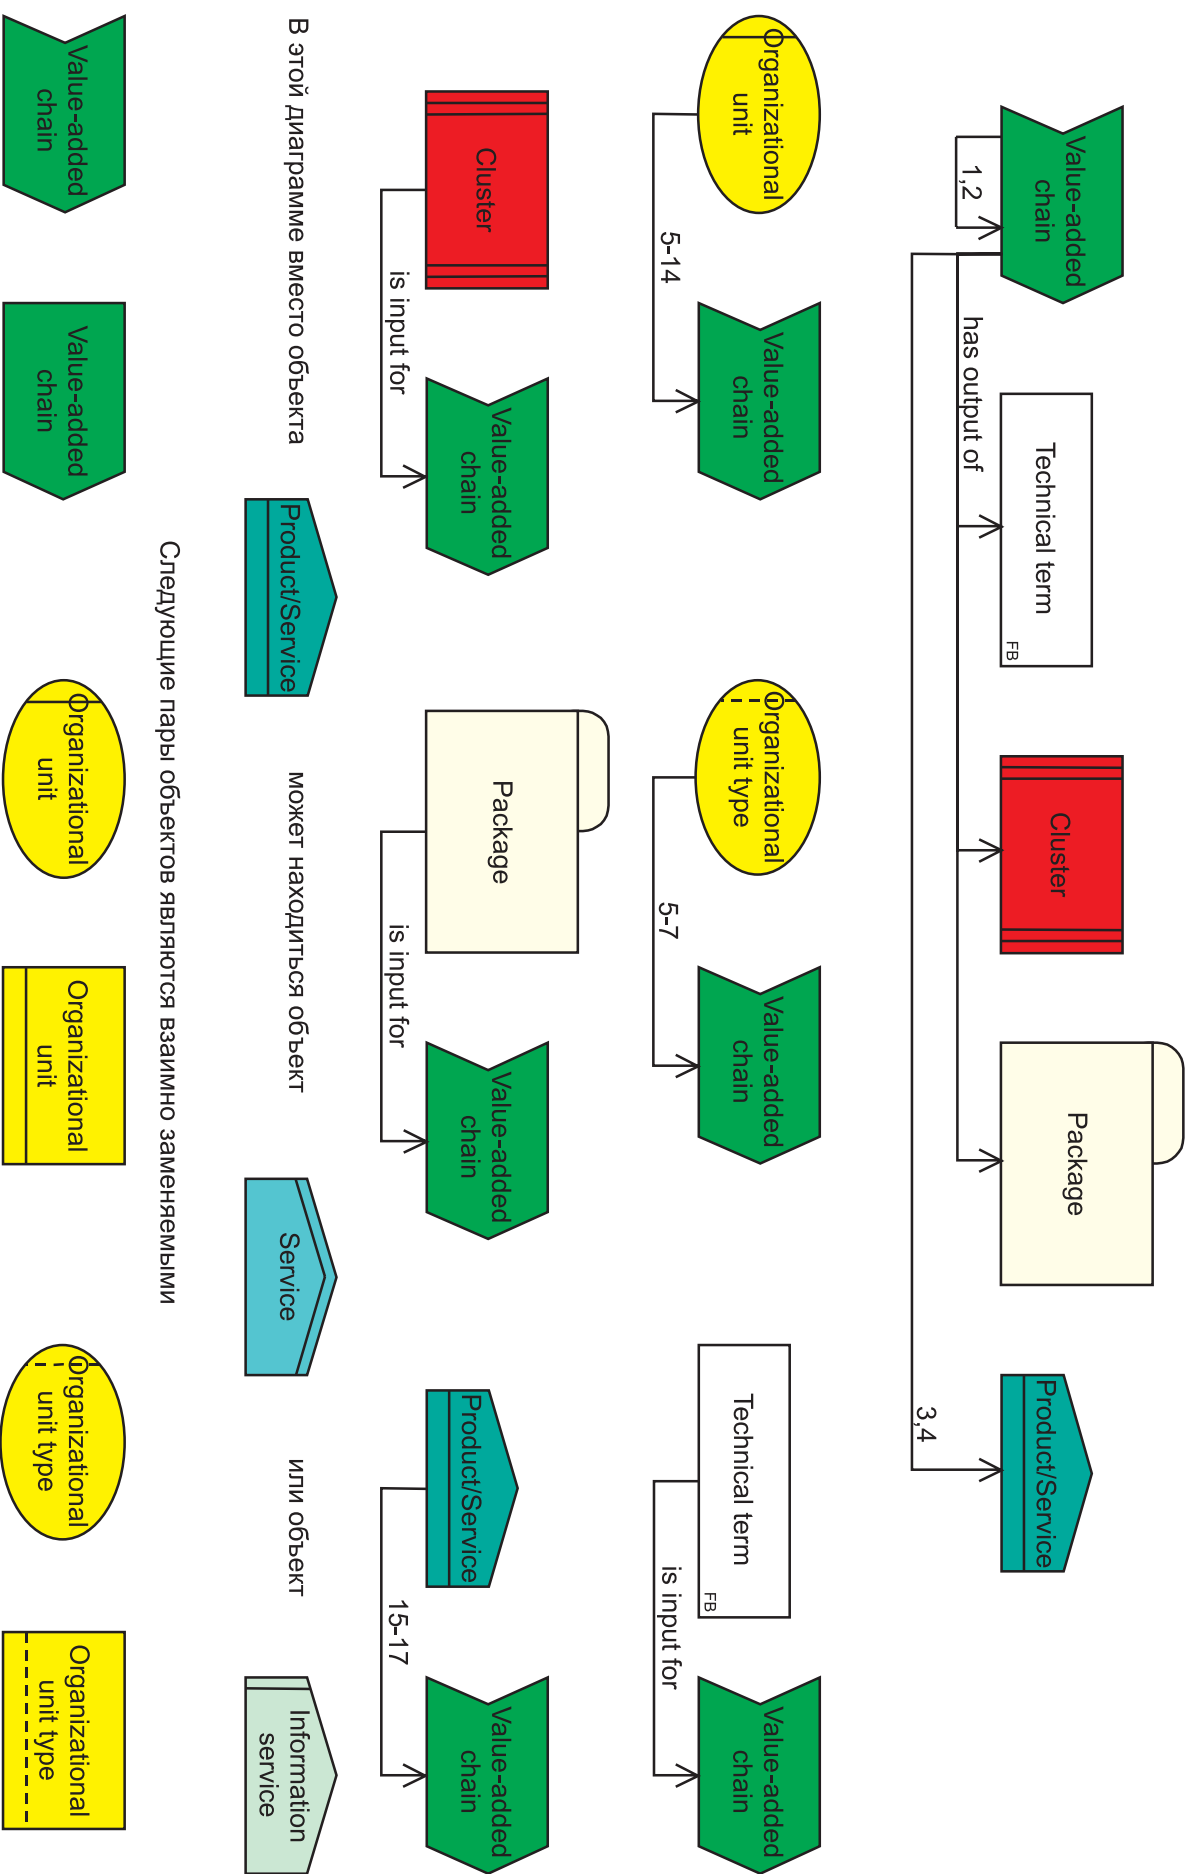 Value-added
chain
1,2
has output of
Technical term
FB
Cluster
Package
Product/Service
3,4
Organizational
unit
5-14
Value-added
chain
Organizational
unit type
5-7
Value-added
chain
Technical term
FB
is input for
Value-added
chain
Cluster
is input for
Value-added
chain
Package
is input for
Value-added
chain
Product/Service
15-17
Value-added
chain
В этой диаграмме вместо объекта
Product/Service
может находиться объект
Service
или объект
Information
service
Следующие пары объектов являются взаимно заменяемыми
Value-added
chain
Value-added
chain
Organizational
unit
Organizational
unit
Organizational
unit type
Organizational
unit type